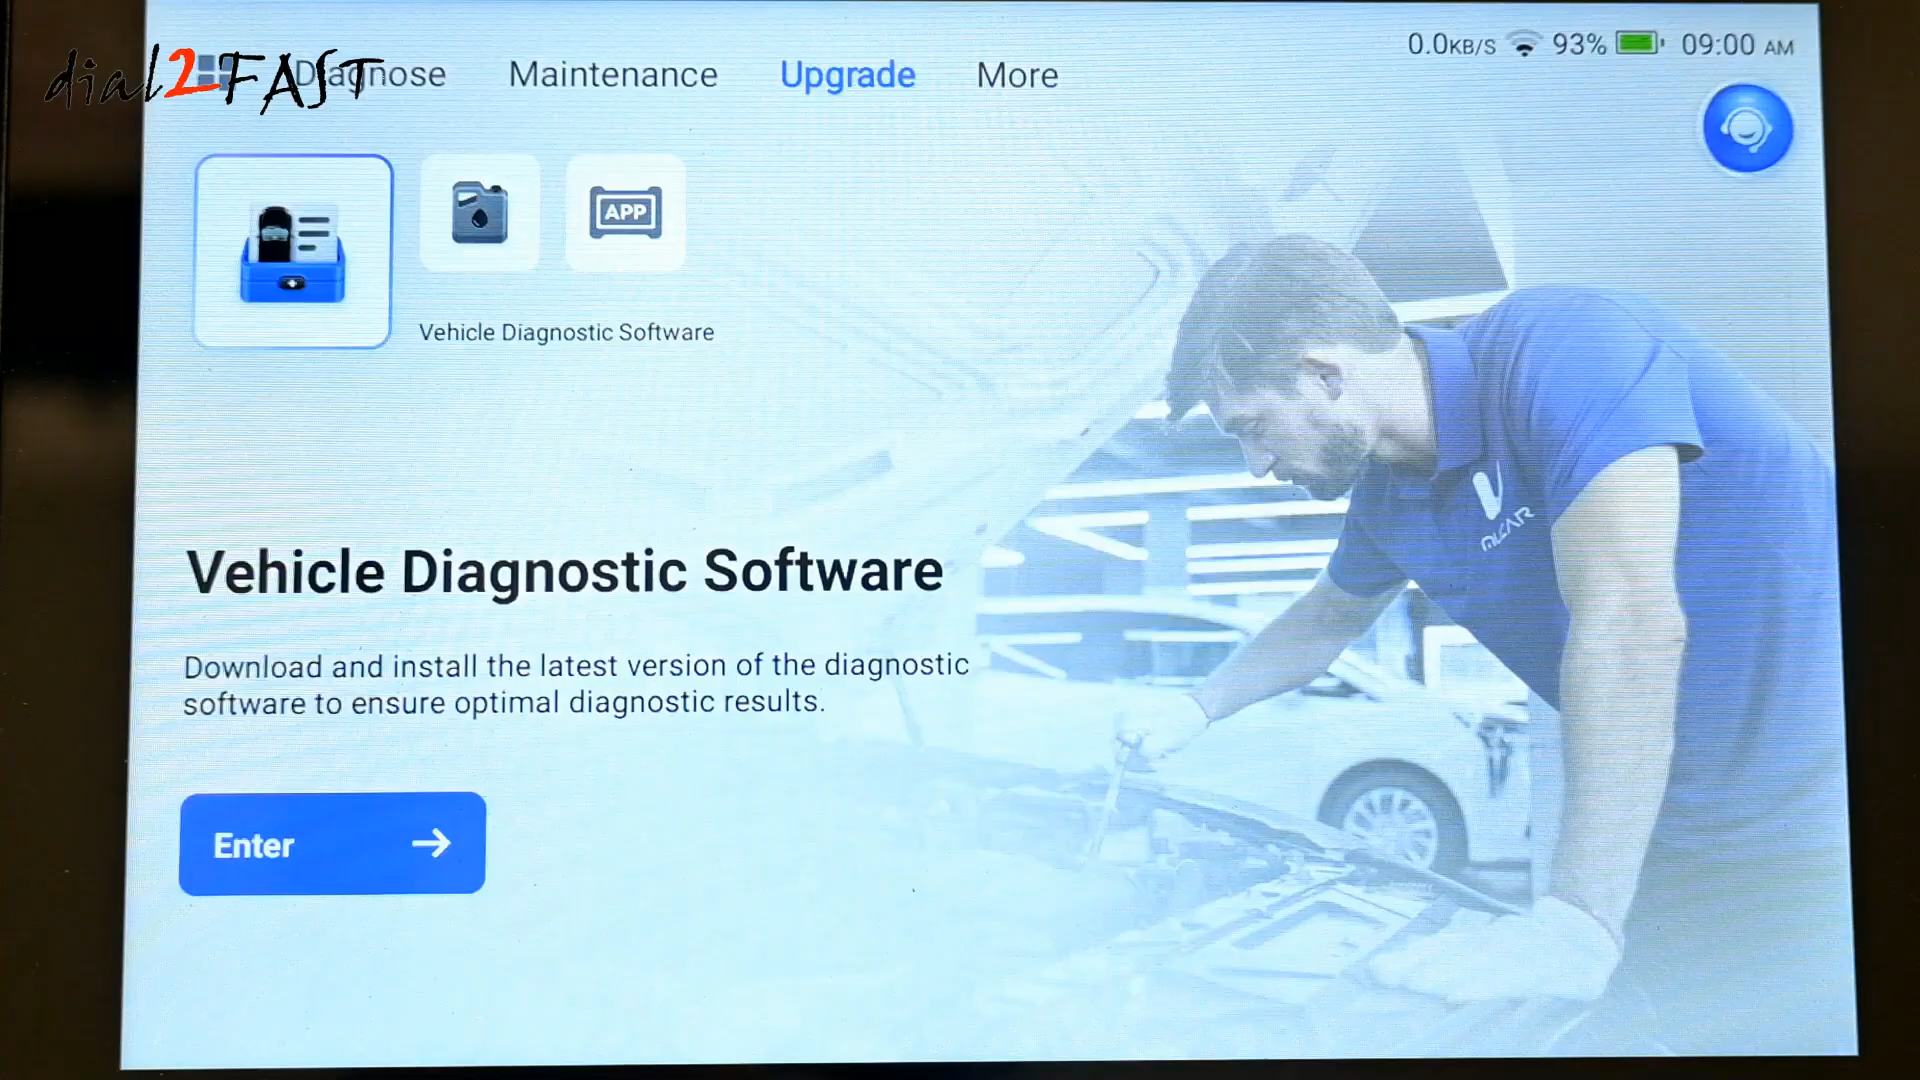 dial2FAST
Diagnose Maintenance Upgrade More
0.0KB/S 93% 09:00 AM
APP
Vehicle Diagnostic Software
MUCAR
Vehicle Diagnostic Software
Download and install the latest version of the diagnostic
software to ensure optimal diagnostic results.
Enter